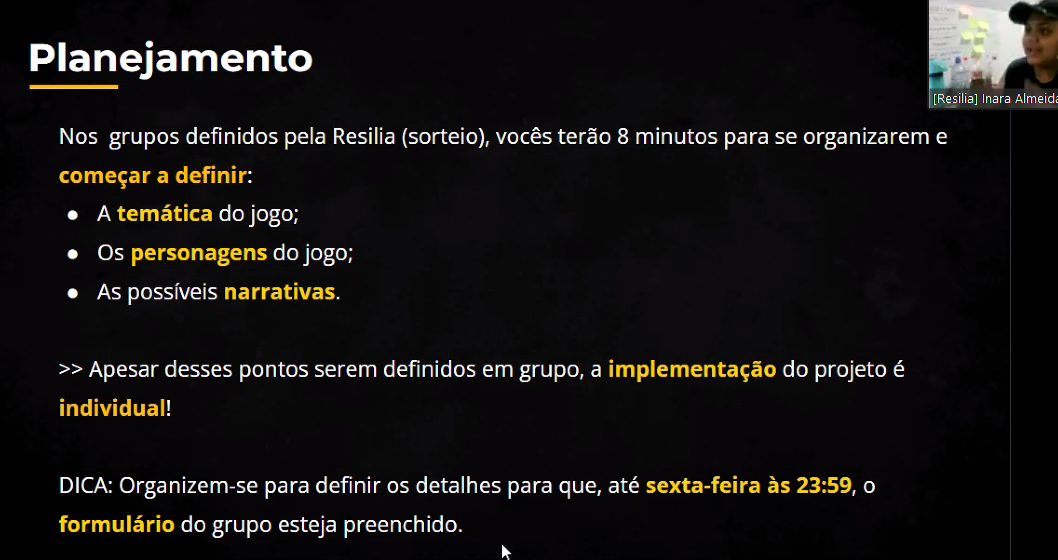 Planejamento
[Resilia] Inara Almeida
Nos grupos definidos pela Resilia (sorteio), vocês terão 8 minutos para se organizarem e
começar a definir:
● A temática do jogo;
● Os personagens do jogo;
● As possíveis narrativas.
>> Apesar desses pontos serem definidos em grupo, a implementação do projeto é
individual!
DICA: Organizem-se para definir os detalhes para que, até sexta-feira às 23:59, o
formulário do grupo esteja preenchido.